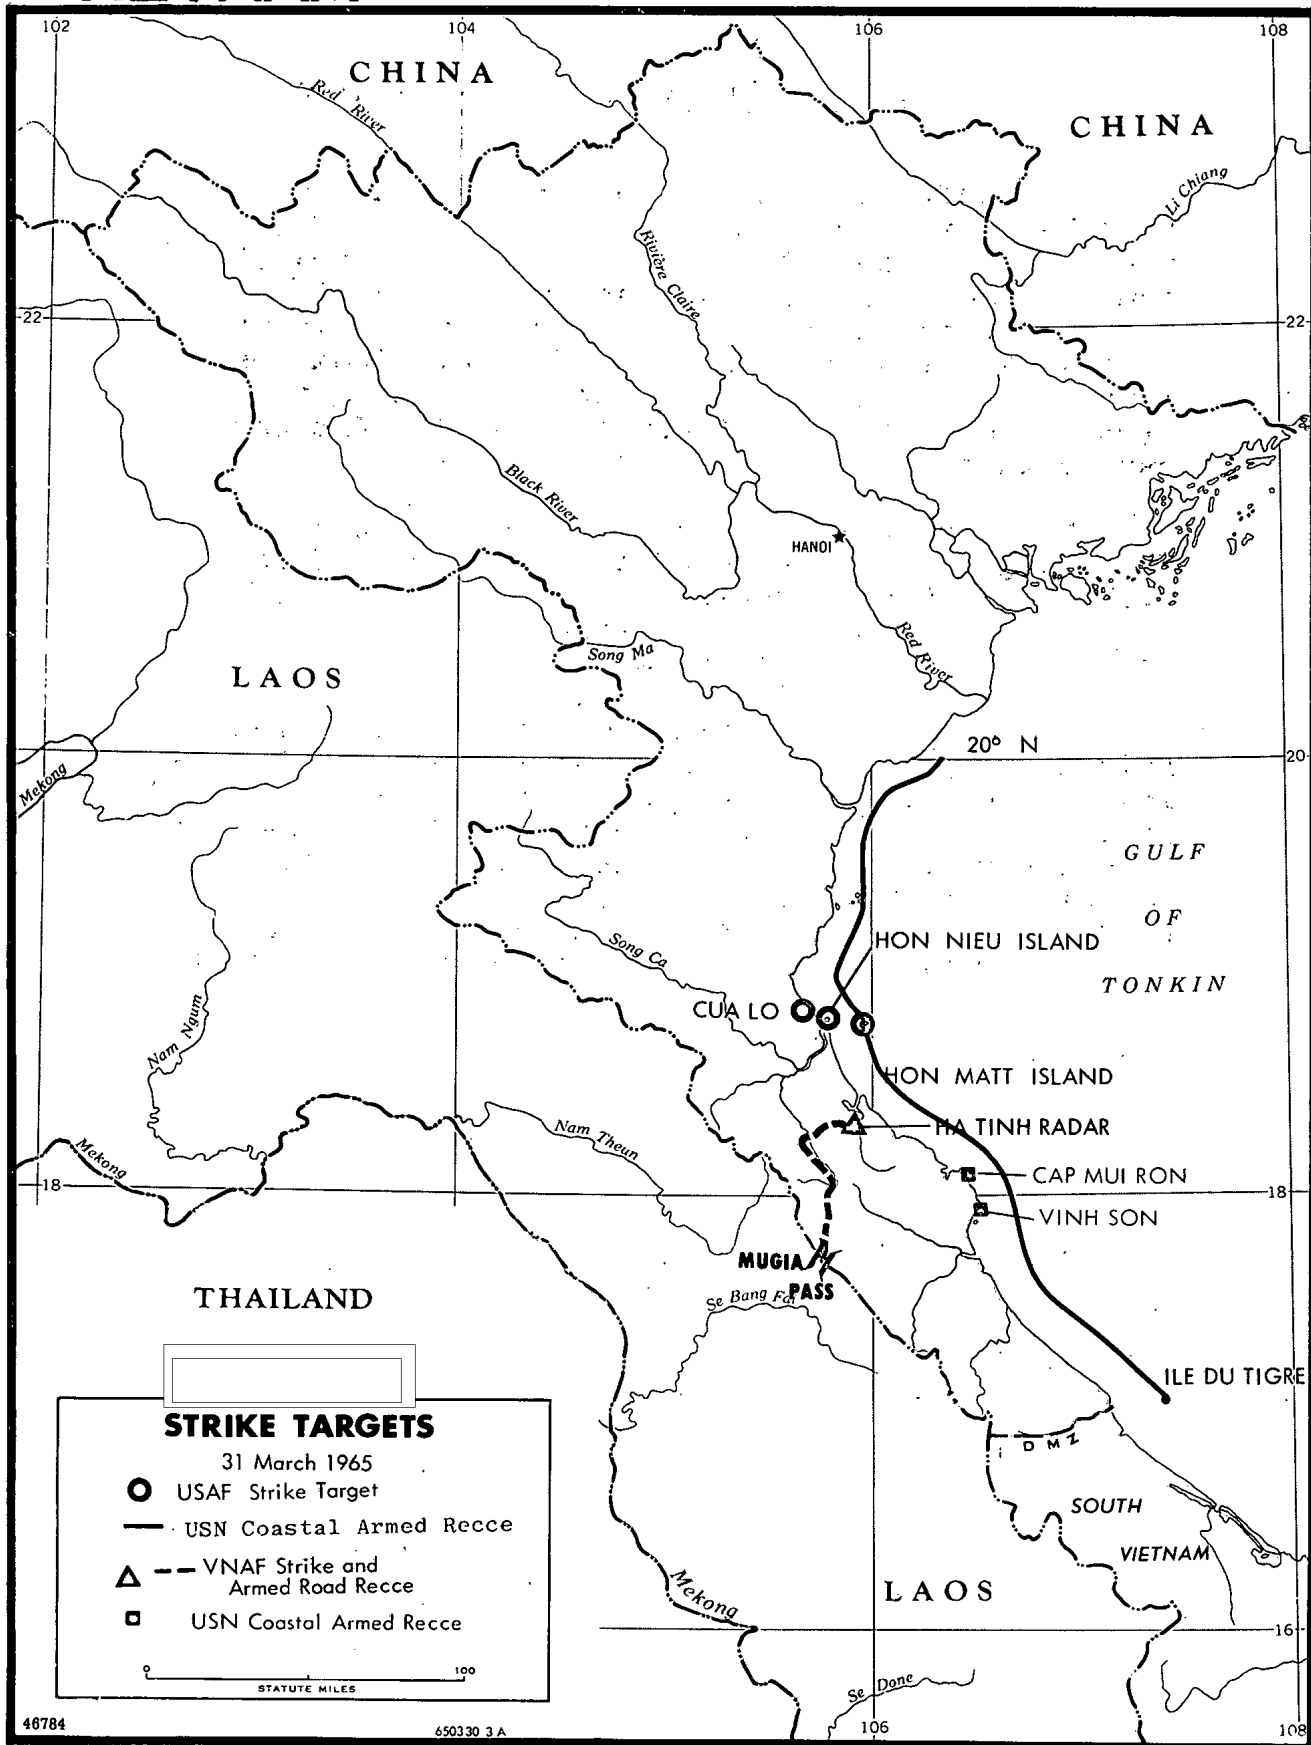 102
104
106
108
CHINA
Red River
CHINA
Li Chiang
Rivière Claire
22
22
Black River
HANOI
Song Ma
Red River
LAOS
20° N
20
Mekong
GULF
OF
TONKIN
HON NIEU ISLAND
Song Ca
CUA LO
Nam Ngum
HON MATT ISLAND
Nam Theun
HA TINH RADAR
Mekong
CAP MUI RON
18
18
VINH SON
MUGIA
PASS
Se Bang Fai
THAILAND
ILE DU TIGRE
DMZ
STRIKE TARGETS
31 March 1965
USAF Strike Target
USN Coastal Armed Recce
VNAF Strike and
Armed Road Recce
USN Coastal Armed Recce
0 100
STATUTE MILES
SOUTH
VIETNAM
Mekong
LAOS
16
Se Done
46784
650330 3 A
106
108